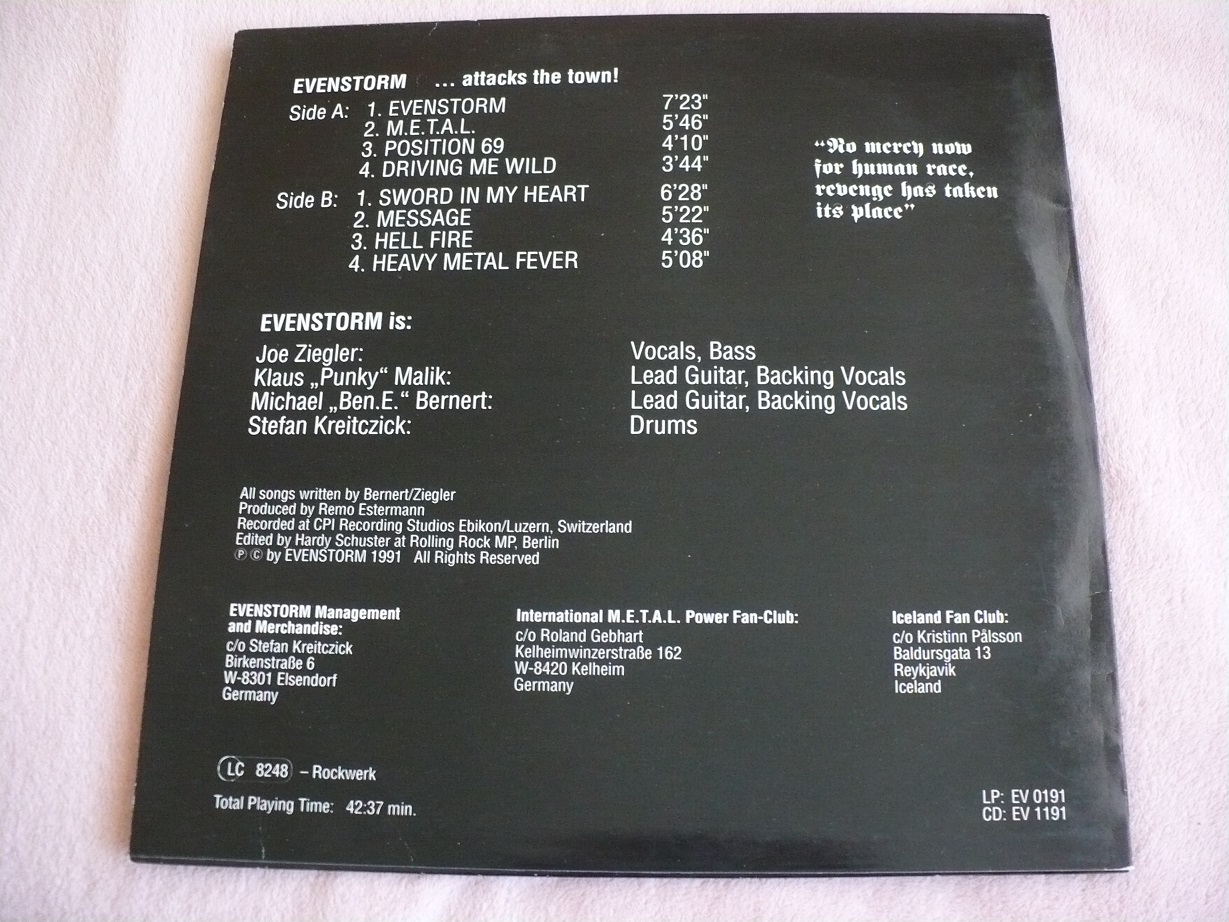 EVENSTORM ... attacks the town!
Side A: 1. EVENSTORM 7'23"
2. M.E.T.A.L. 5'46"
3. POSITION 69 4'10"
4. DRIVING ME WILD 3'44"
Side B: 1. SWORD IN MY HEART 6'28"
2. MESSAGE 5'22"
3. HELL FIRE 4'36"
4. HEAVY METAL FEVER 5'08"
“No mercy now
for human race,
revenge has taken
its place”
EVENSTORM is:
Joe Ziegler: Vocals, Bass
Klaus „Punky“ Malik: Lead Guitar, Backing Vocals
Michael „Ben.E.“ Bernert: Lead Guitar, Backing Vocals
Stefan Kreitczick: Drums
All songs written by Bernert/Ziegler
Produced by Remo Estermann
Recorded at CPI Recording Studios Ebikon/Luzern, Switzerland
Edited by Hardy Schuster at Rolling Rock MP, Berlin
Ⓟ © by EVENSTORM 1991 All Rights Reserved
EVENSTORM Management
and Merchandise:
c/o Stefan Kreitczick
Birkenstraße 6
W-8301 Elsendorf
Germany
International M.E.T.A.L. Power Fan-Club:
c/o Roland Gebhart
Kelheimwinzerstraße 162
W-8420 Kelheim
Germany
Iceland Fan Club:
c/o Kristinn Pålsson
Baldursgata 13
Reykjavik
Iceland
LC 8248 – Rockwerk
Total Playing Time: 42:37 min.
LP: EV 0191
CD: EV 1191